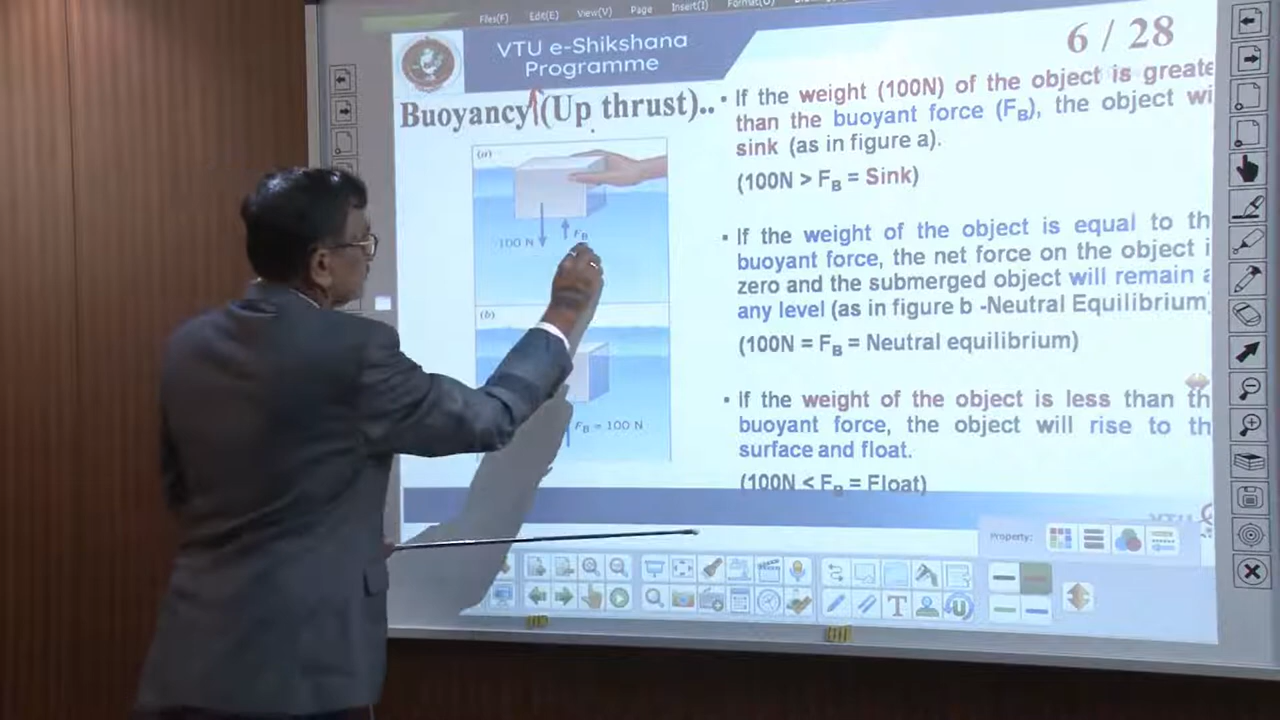 Files(F) Edit(E) View(V) Page Insert(I) Format(O)
6 / 28
VTU e-Shikshana
Programme
Buoyancy (Up thrust)..
(a)
100 N
FB
(b)
FB = 100 N
• If the weight (100N) of the object is greate
than the buoyant force (FB), the object wi
sink (as in figure a).
(100N > FB = Sink)
• If the weight of the object is equal to th
buoyant force, the net force on the object i
zero and the submerged object will remain a
any level (as in figure b -Neutral Equilibrium
(100N = FB = Neutral equilibrium)
• If the weight of the object is less than th
buoyant force, the object will rise to th
surface and float.
(100N < FB = Float)
VTU
Property: